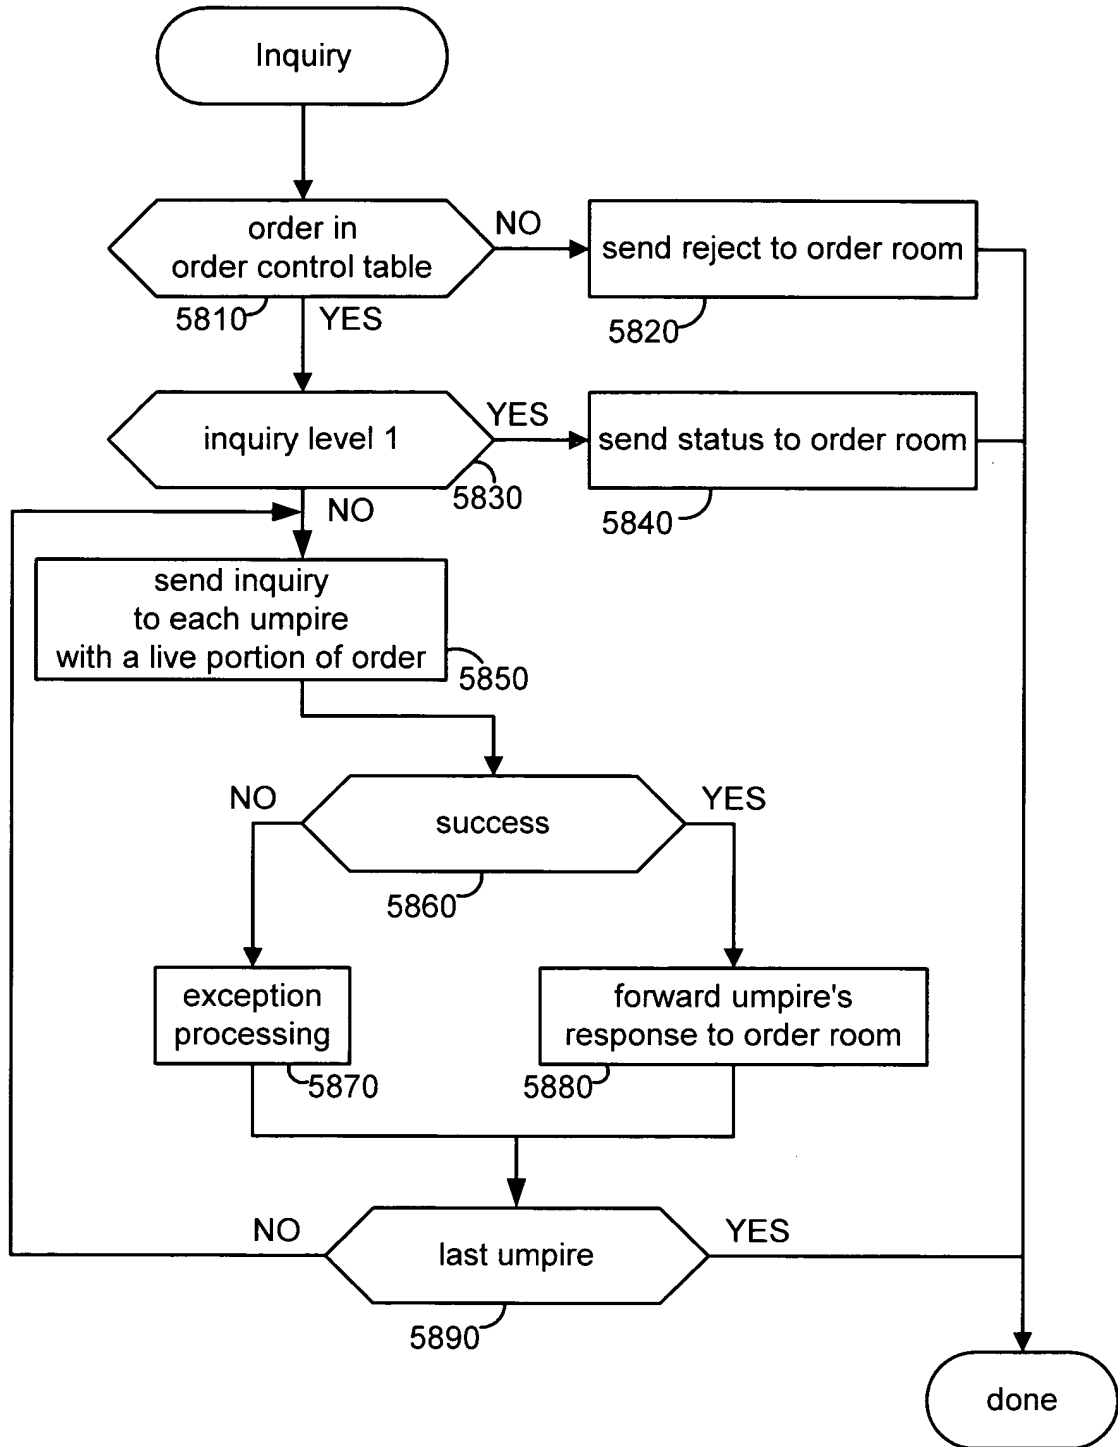 Inquiry
order in
order control table
NO
send reject to order room
5810
YES
5820
inquiry level 1
YES
send status to order room
5830
5840
NO
send inquiry
to each umpire
with a live portion of order
5850
NO
success
YES
5860
exception
processing
forward umpire's
response to order room
5870
5880
NO
last umpire
YES
5890
done